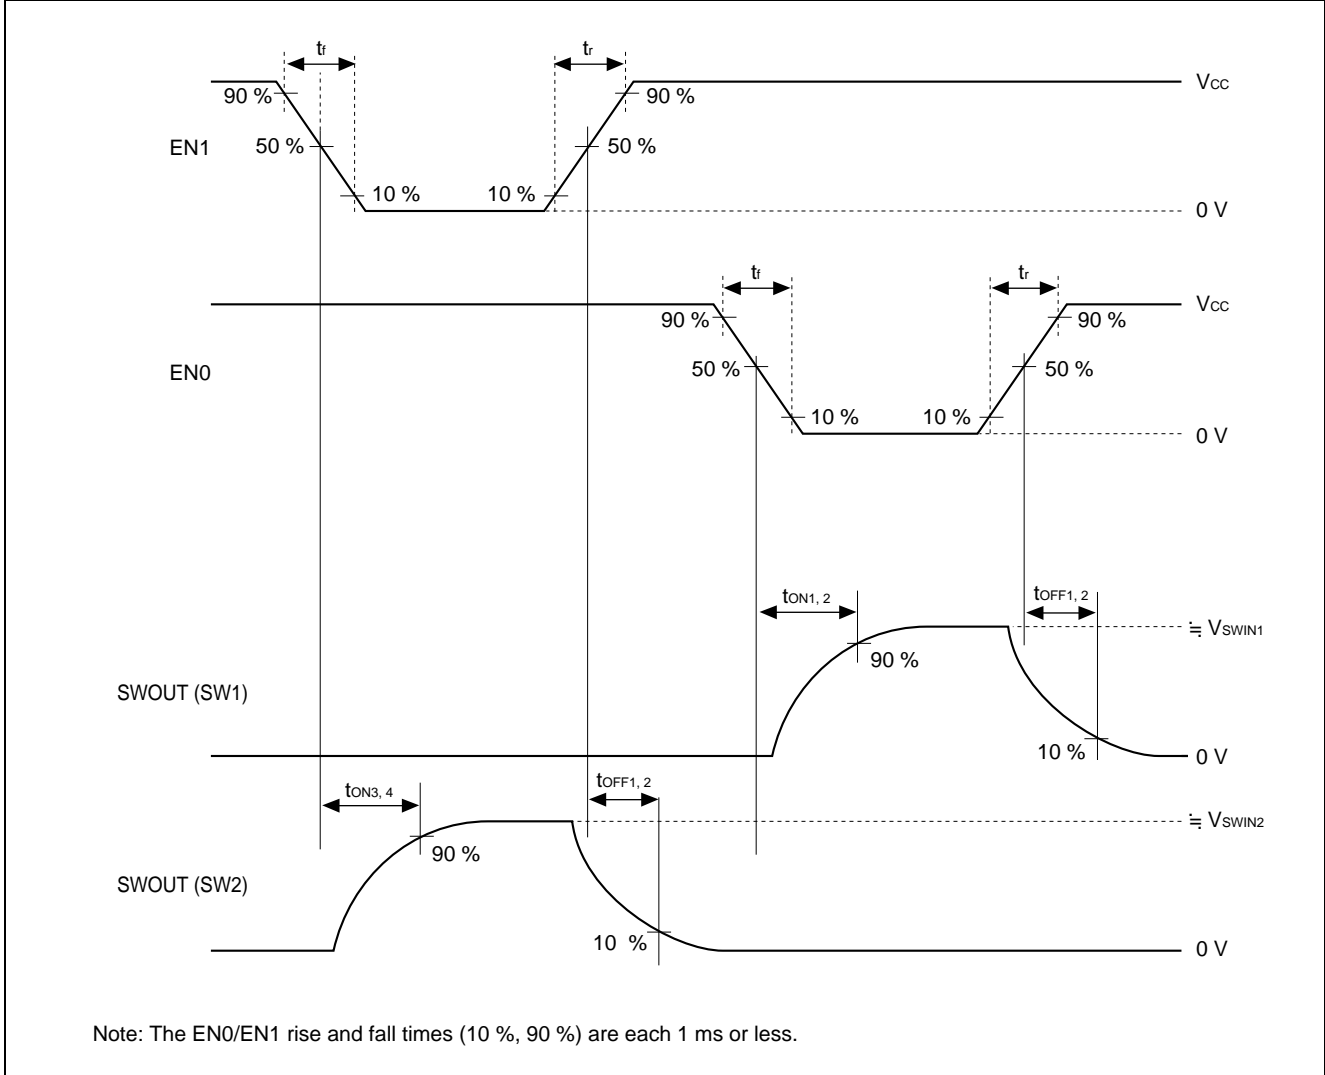 tf
tr
VCC
90 %
90 %
EN1
50 %
50 %
10 %
10 %
0 V
tf
tr
VCC
90 %
90 %
EN0
50 %
50 %
10 %
10 %
0 V
tON1, 2
tOFF1, 2
≒ VSWIN1
90 %
SWOUT (SW1)
10 %
0 V
tON3, 4
tOFF1, 2
≒ VSWIN2
90 %
SWOUT (SW2)
10 %
0 V
Note: The EN0/EN1 rise and fall times (10 %, 90 %) are each 1 ms or less.